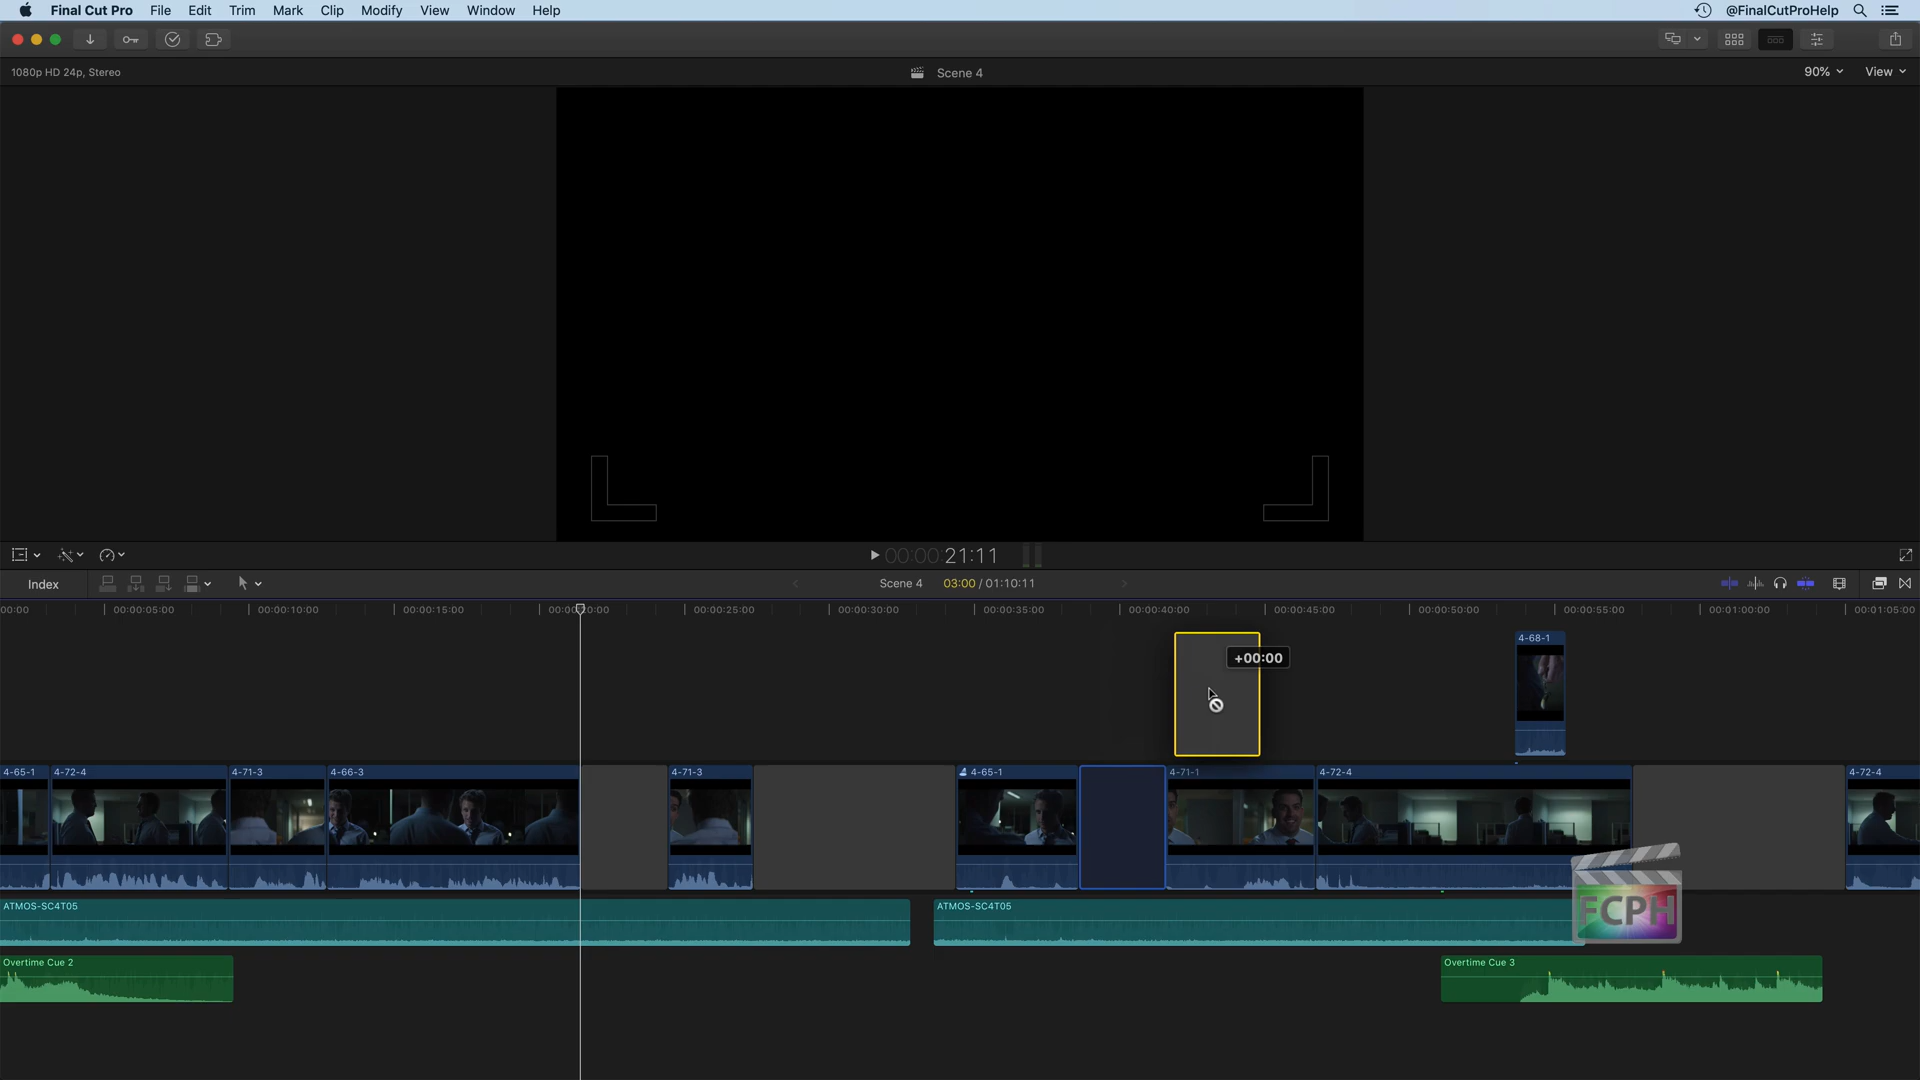 Final Cut Pro File Edit Trim Mark Clip Modify View Window Help @FinalCutProHelp
1080p HD 24p, Stereo Scene 4 90% View
00:00:21:11
Index Scene 4 03:00 / 01:10:11
00:00 00:00:05:00 00:00:10:00 00:00:15:00 00:00:20:00 00:00:25:00 00:00:30:00 00:00:35:00 00:00:40:00 00:00:45:00 00:00:50:00 00:00:55:00 00:01:00:00 00:01:05:00
4-68-1
+00:00
4-65-1 4-72-4 4-71-3 4-66-3 4-71-3 4-65-1 4-71-1 4-72-4 4-72-4
ATMOS-SC4T05 ATMOS-SC4T05
FCPH
Overtime Cue 2 Overtime Cue 3